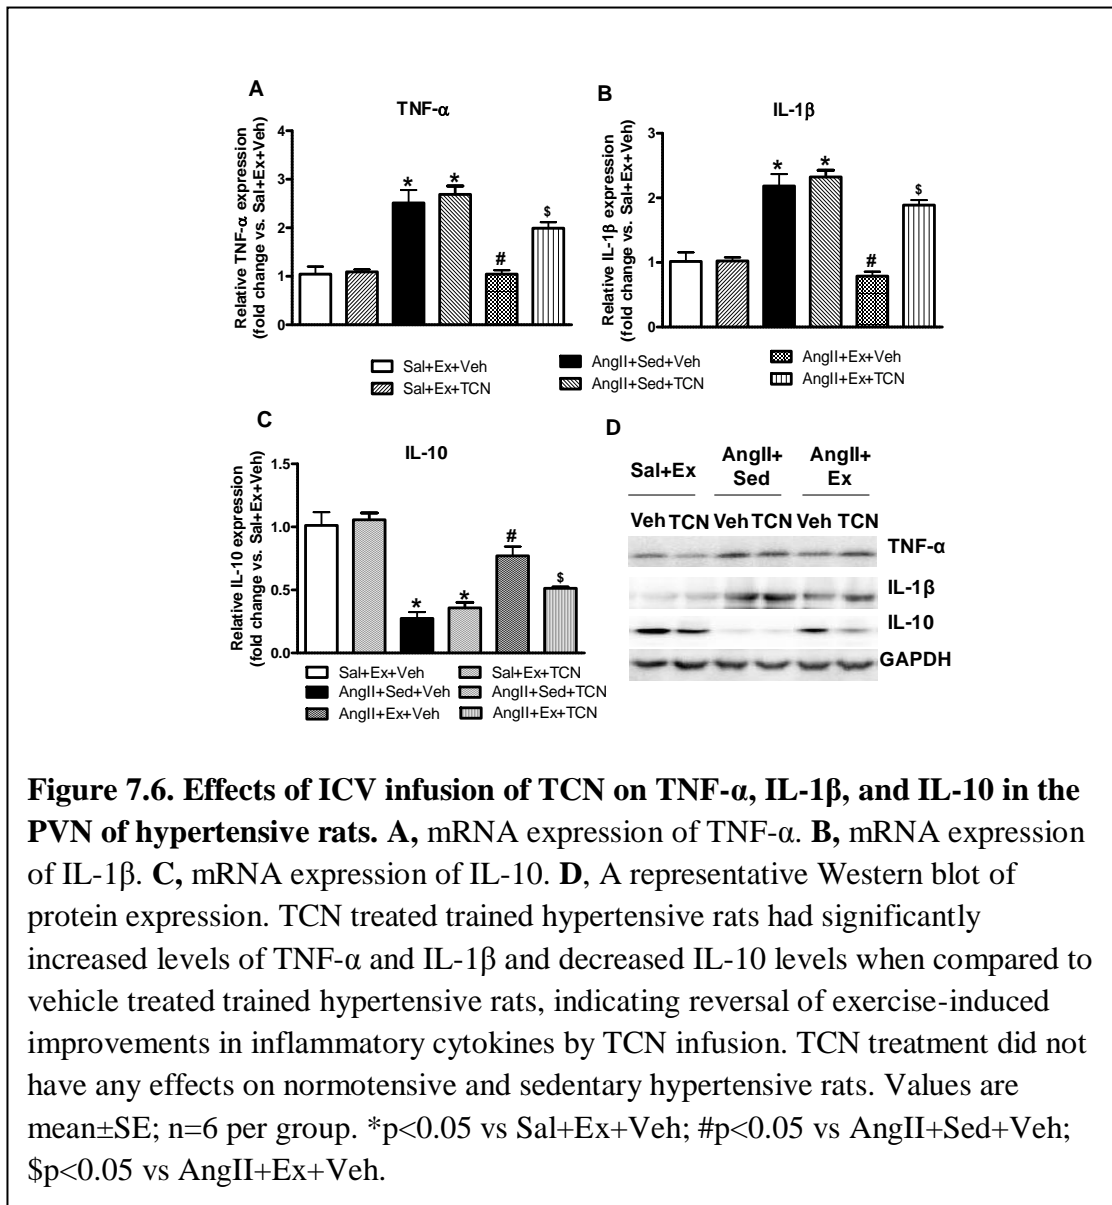 A
TNF-α
Relative TNF-α expression
(fold change vs. Sal+Ex+Veh)
4
3
2
1
0
*
*
#
$
B
IL-1β
Relative IL-1β expression
(fold change vs. Sal+Ex+Veh)
3
2
1
0
*
*
#
$
Sal+Ex+Veh
Sal+Ex+TCN
AngII+Sed+Veh
AngII+Sed+TCN
AngII+Ex+Veh
AngII+Ex+TCN
C
IL-10
Relative IL-10 expression
(fold change vs. Sal+Ex+Veh)
1.5
1.0
0.5
0.0
*
*
#
$
Sal+Ex+Veh
AngII+Sed+Veh
AngII+Ex+Veh
Sal+Ex+TCN
AngII+Sed+TCN
AngII+Ex+TCN
D
Sal+Ex
AngII+
Sed
AngII+
Ex
Veh TCN Veh TCN Veh TCN
TNF-α
IL-1β
IL-10
GAPDH
Figure 7.6. Effects of ICV infusion of TCN on TNF-α, IL-1β, and IL-10 in the
PVN of hypertensive rats. A, mRNA expression of TNF-α. B, mRNA expression
of IL-1β. C, mRNA expression of IL-10. D, A representative Western blot of
protein expression. TCN treated trained hypertensive rats had significantly
increased levels of TNF-α and IL-1β and decreased IL-10 levels when compared to
vehicle treated trained hypertensive rats, indicating reversal of exercise-induced
improvements in inflammatory cytokines by TCN infusion. TCN treatment did not
have any effects on normotensive and sedentary hypertensive rats. Values are
mean±SE; n=6 per group. *p<0.05 vs Sal+Ex+Veh; #p<0.05 vs AngII+Sed+Veh;
$p<0.05 vs AngII+Ex+Veh.